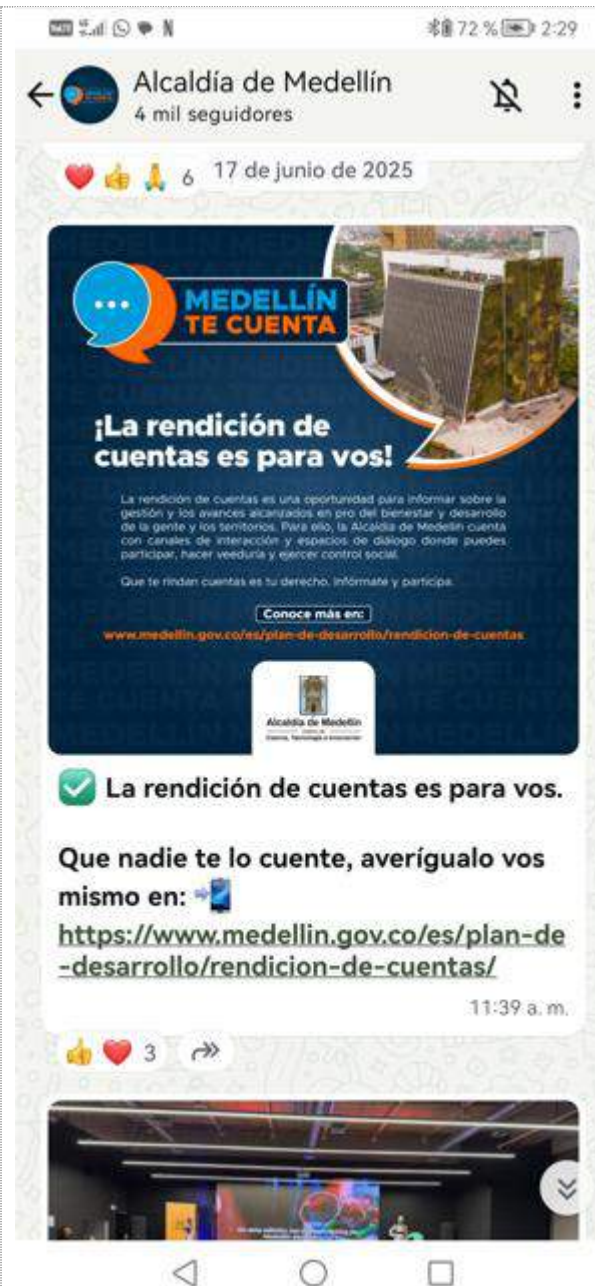 72 % 2:29
Alcaldía de Medellín
4 mil seguidores
6 17 de junio de 2025
MEDELLÍN
TE CUENTA
¡La rendición de
cuentas es para vos!
La rendición de cuentas es una oportunidad para informar sobre la
gestión y los avances alcanzados en pro del bienestar y desarrollo
de la gente y los territorios. Para ello, la Alcaldía de Medellín cuenta
con canales de interacción y espacios de diálogo donde puedes
participar, hacer veeduría y ejercer control social.
Que te rindan cuentas es tu derecho. Infórmate y participa.
Conoce más en:
www.medellin.gov.co/es/plan-de-desarrollo/rendicion-de-cuentas
Alcaldía de Medellín
Ciencia, Tecnología e Innovación
✅ La rendición de cuentas es para vos.
Que nadie te lo cuente, averígualo vos
mismo en: 📲
https://www.medellin.gov.co/es/plan-de
-desarrollo/rendicion-de-cuentas/
11:39 a. m.
3